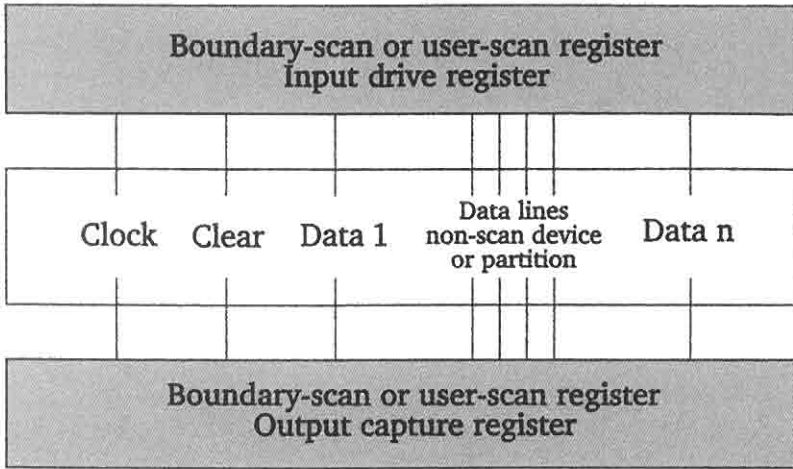 Boundary-scan or user-scan register
Input drive register
Clock
Clear
Data 1
Data lines
non-scan device
or partition
Data n
Boundary-scan or user-scan register
Output capture register